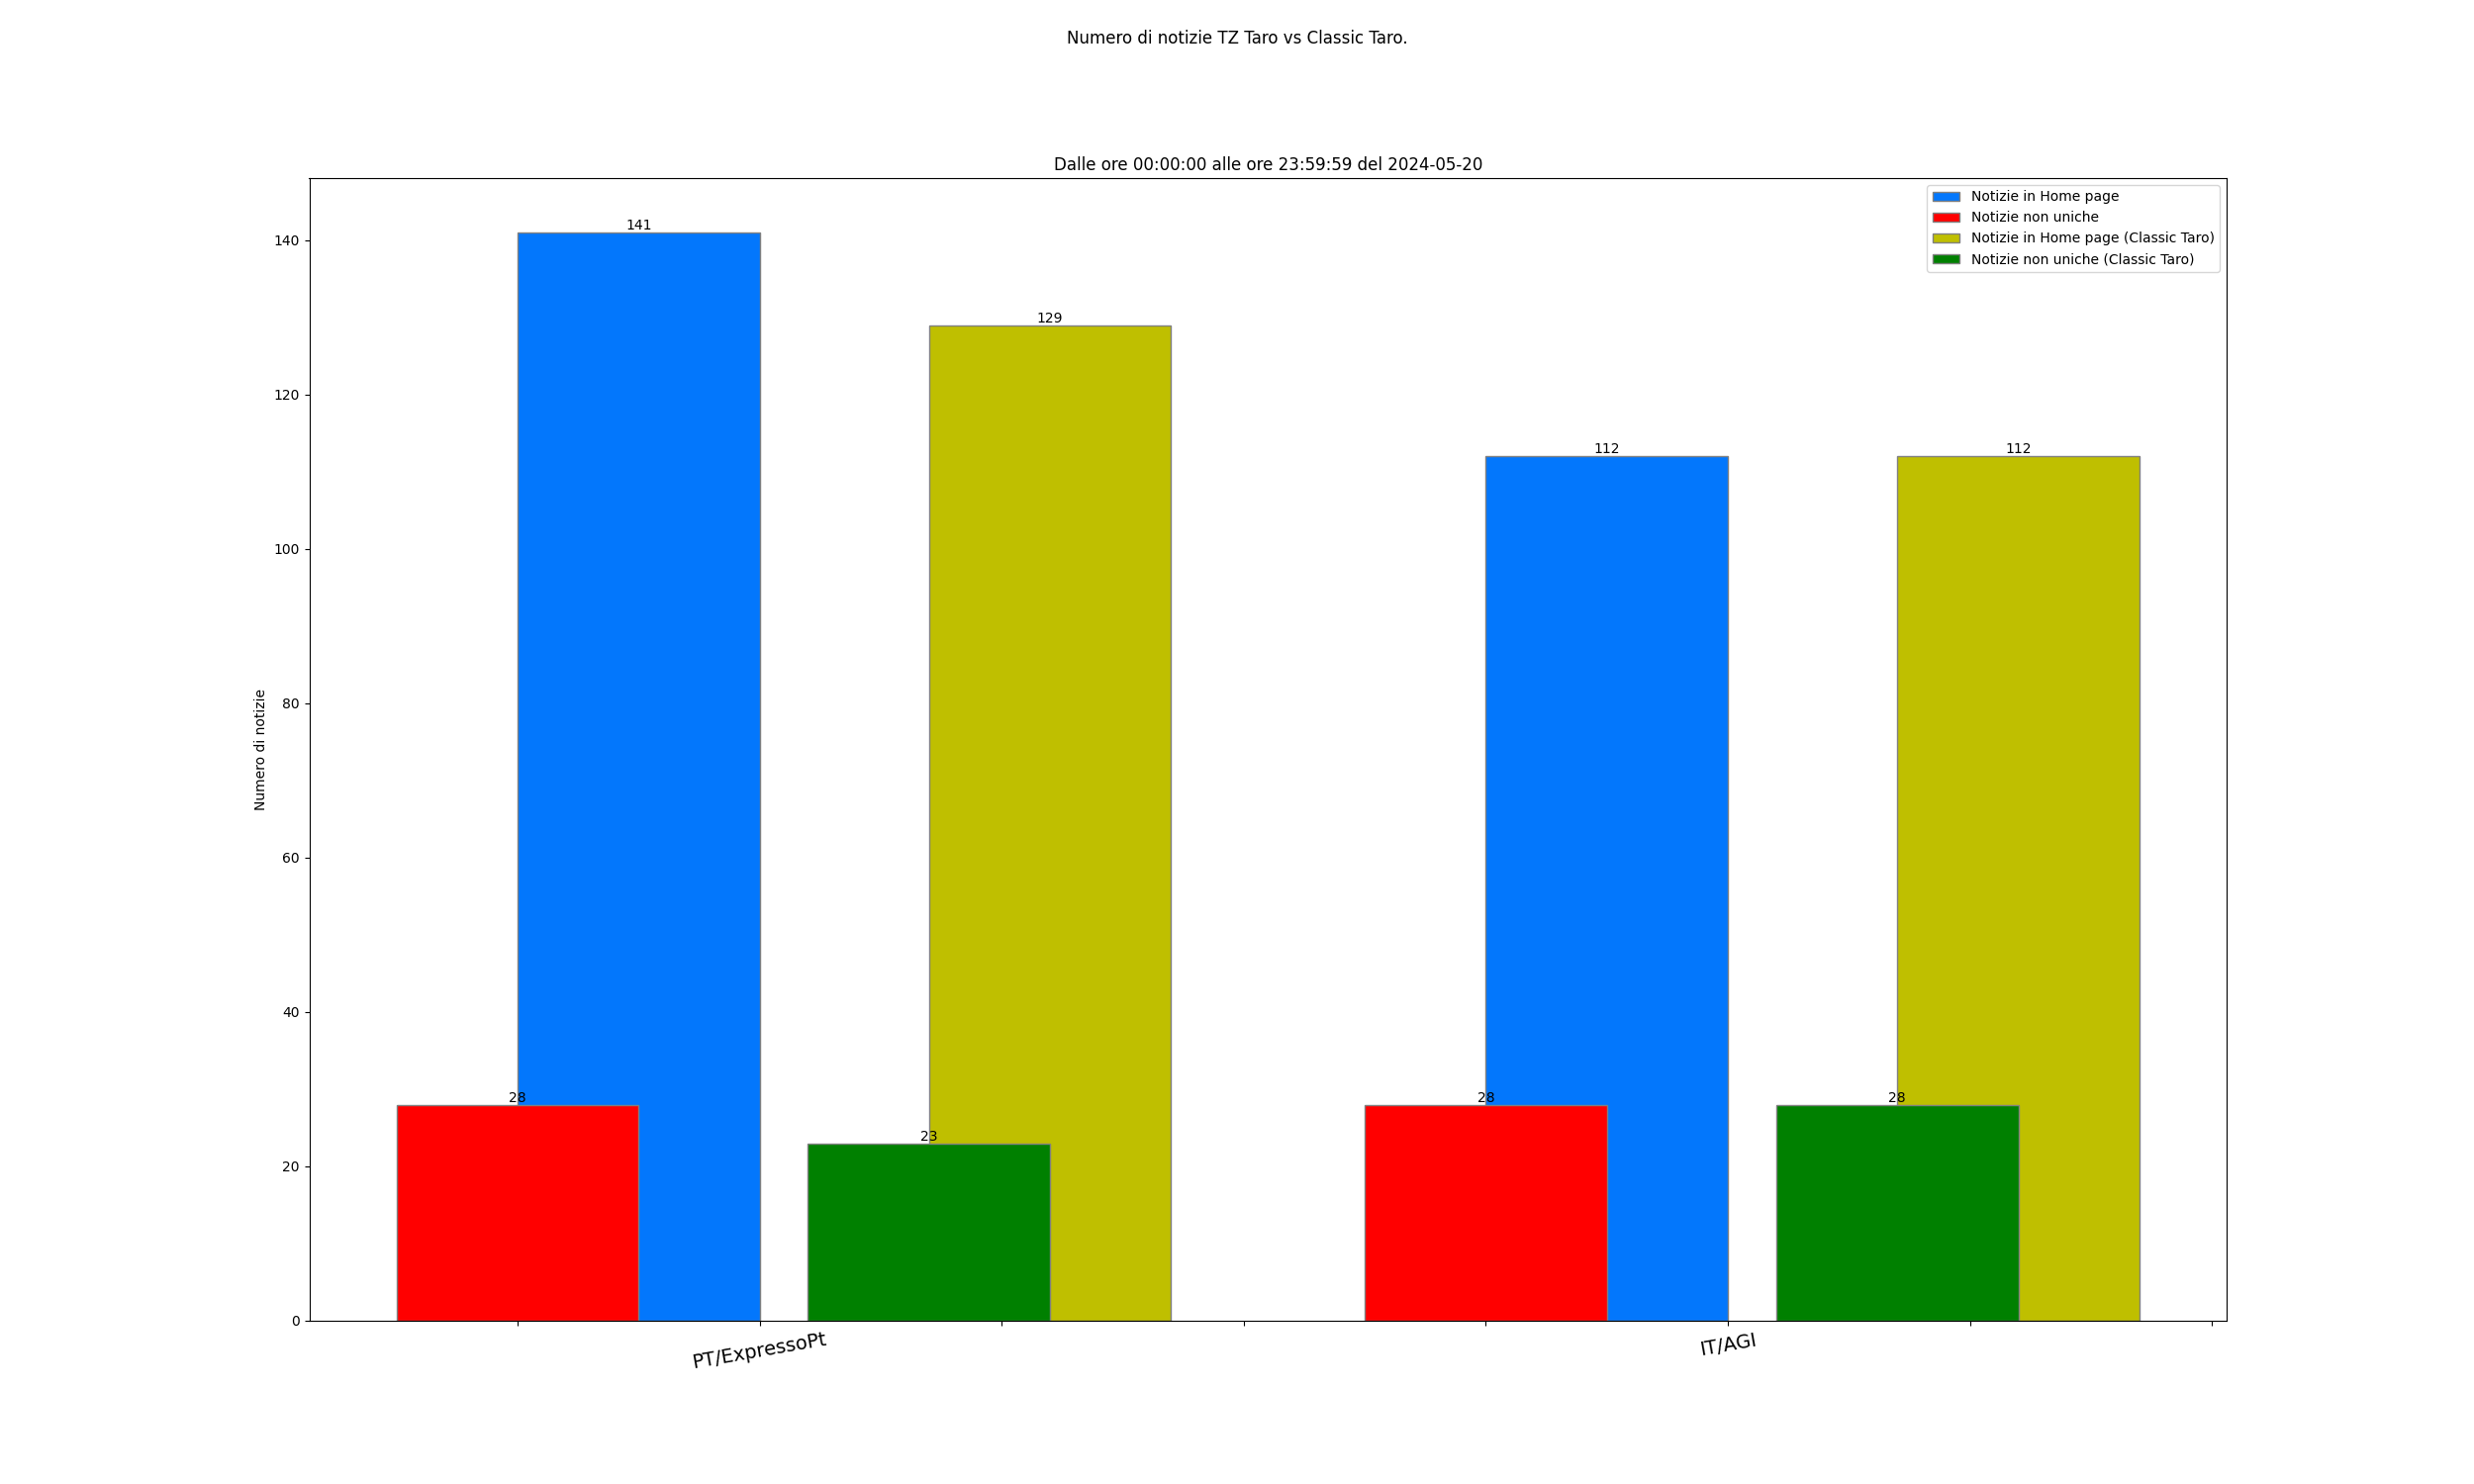 Numero di notizie TZ Taro vs Classic Taro.
Dalle ore 00:00:00 alle ore 23:59:59 del 2024-05-20
Notizie in Home page
Notizie non uniche
Notizie in Home page (Classic Taro)
Notizie non uniche (Classic Taro)
Numero di notizie
140
120
100
80
60
40
20
0
141
129
112
112
28
23
28
28
PT/ExpressoPt
IT/AGI